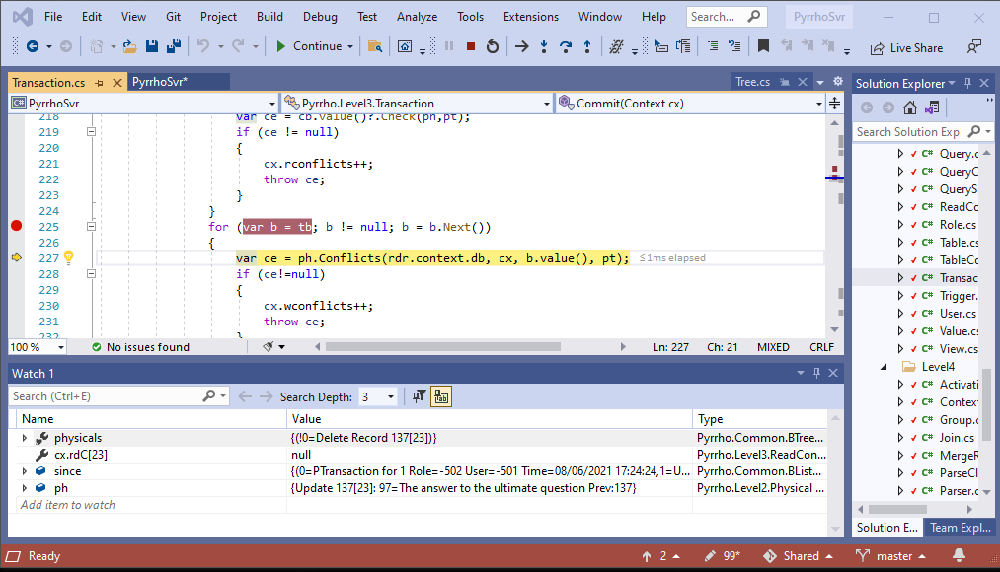 File Edit View Git Project Build Debug Test Analyze Tools Extensions Window Help Search... PyrrhoSvr
Continue Live Share
Transaction.cs PyrrhoSvr* Tree.cs
C# PyrrhoSvr Pyrrho.Level3.Transaction Commit(Context cx)
218 var ce = cb.value()?.Check(ph,pt);
219 if (ce != null)
220 {
221 cx.rconflicts++;
222 throw ce;
223 }
224 }
225 for (var b = tb; b != null; b = b.Next())
226 {
227 var ce = ph.Conflicts(rdr.context.db, cx, b.value(), pt); ≤1ms elapsed
228 if (ce!=null)
229 {
230 cx.wconflicts++;
231 throw ce;
232 }
100 % No issues found Ln: 227 Ch: 21 MIXED CRLF
Watch 1
Search (Ctrl+E) Search Depth: 3
Name Value Type
physicals {(!0=Delete Record 137[23])} Pyrrho.Common.BTree...
cx.rdC[23] null Pyrrho.Level3.ReadCon...
since {(0=PTransaction for 1 Role=-502 User=-501 Time=08/06/2021 17:24:24,1=U... Pyrrho.Common.BList...
ph {Update 137[23]: 97=The answer to the ultimate question Prev:137} Pyrrho.Level2.Physical ...
Add item to watch
Solution Explorer
Search Solution Exp
C# Query.c
C# QueryC
C# QueryS
C# ReadCo
C# Role.cs
C# Table.cs
C# TableCo
C# Transac
C# Trigger.
C# User.cs
C# Value.cs
C# View.cs
Level4
C# Activati
C# Context
C# Group.c
C# Join.cs
C# MergeR
C# ParseCl
C# Parser.c
Solution E... Team Expl...
Ready 2 99* Shared master